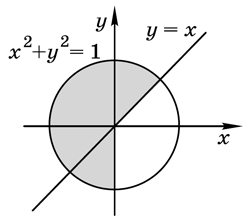 y
y = x
x²+y²= 1
x